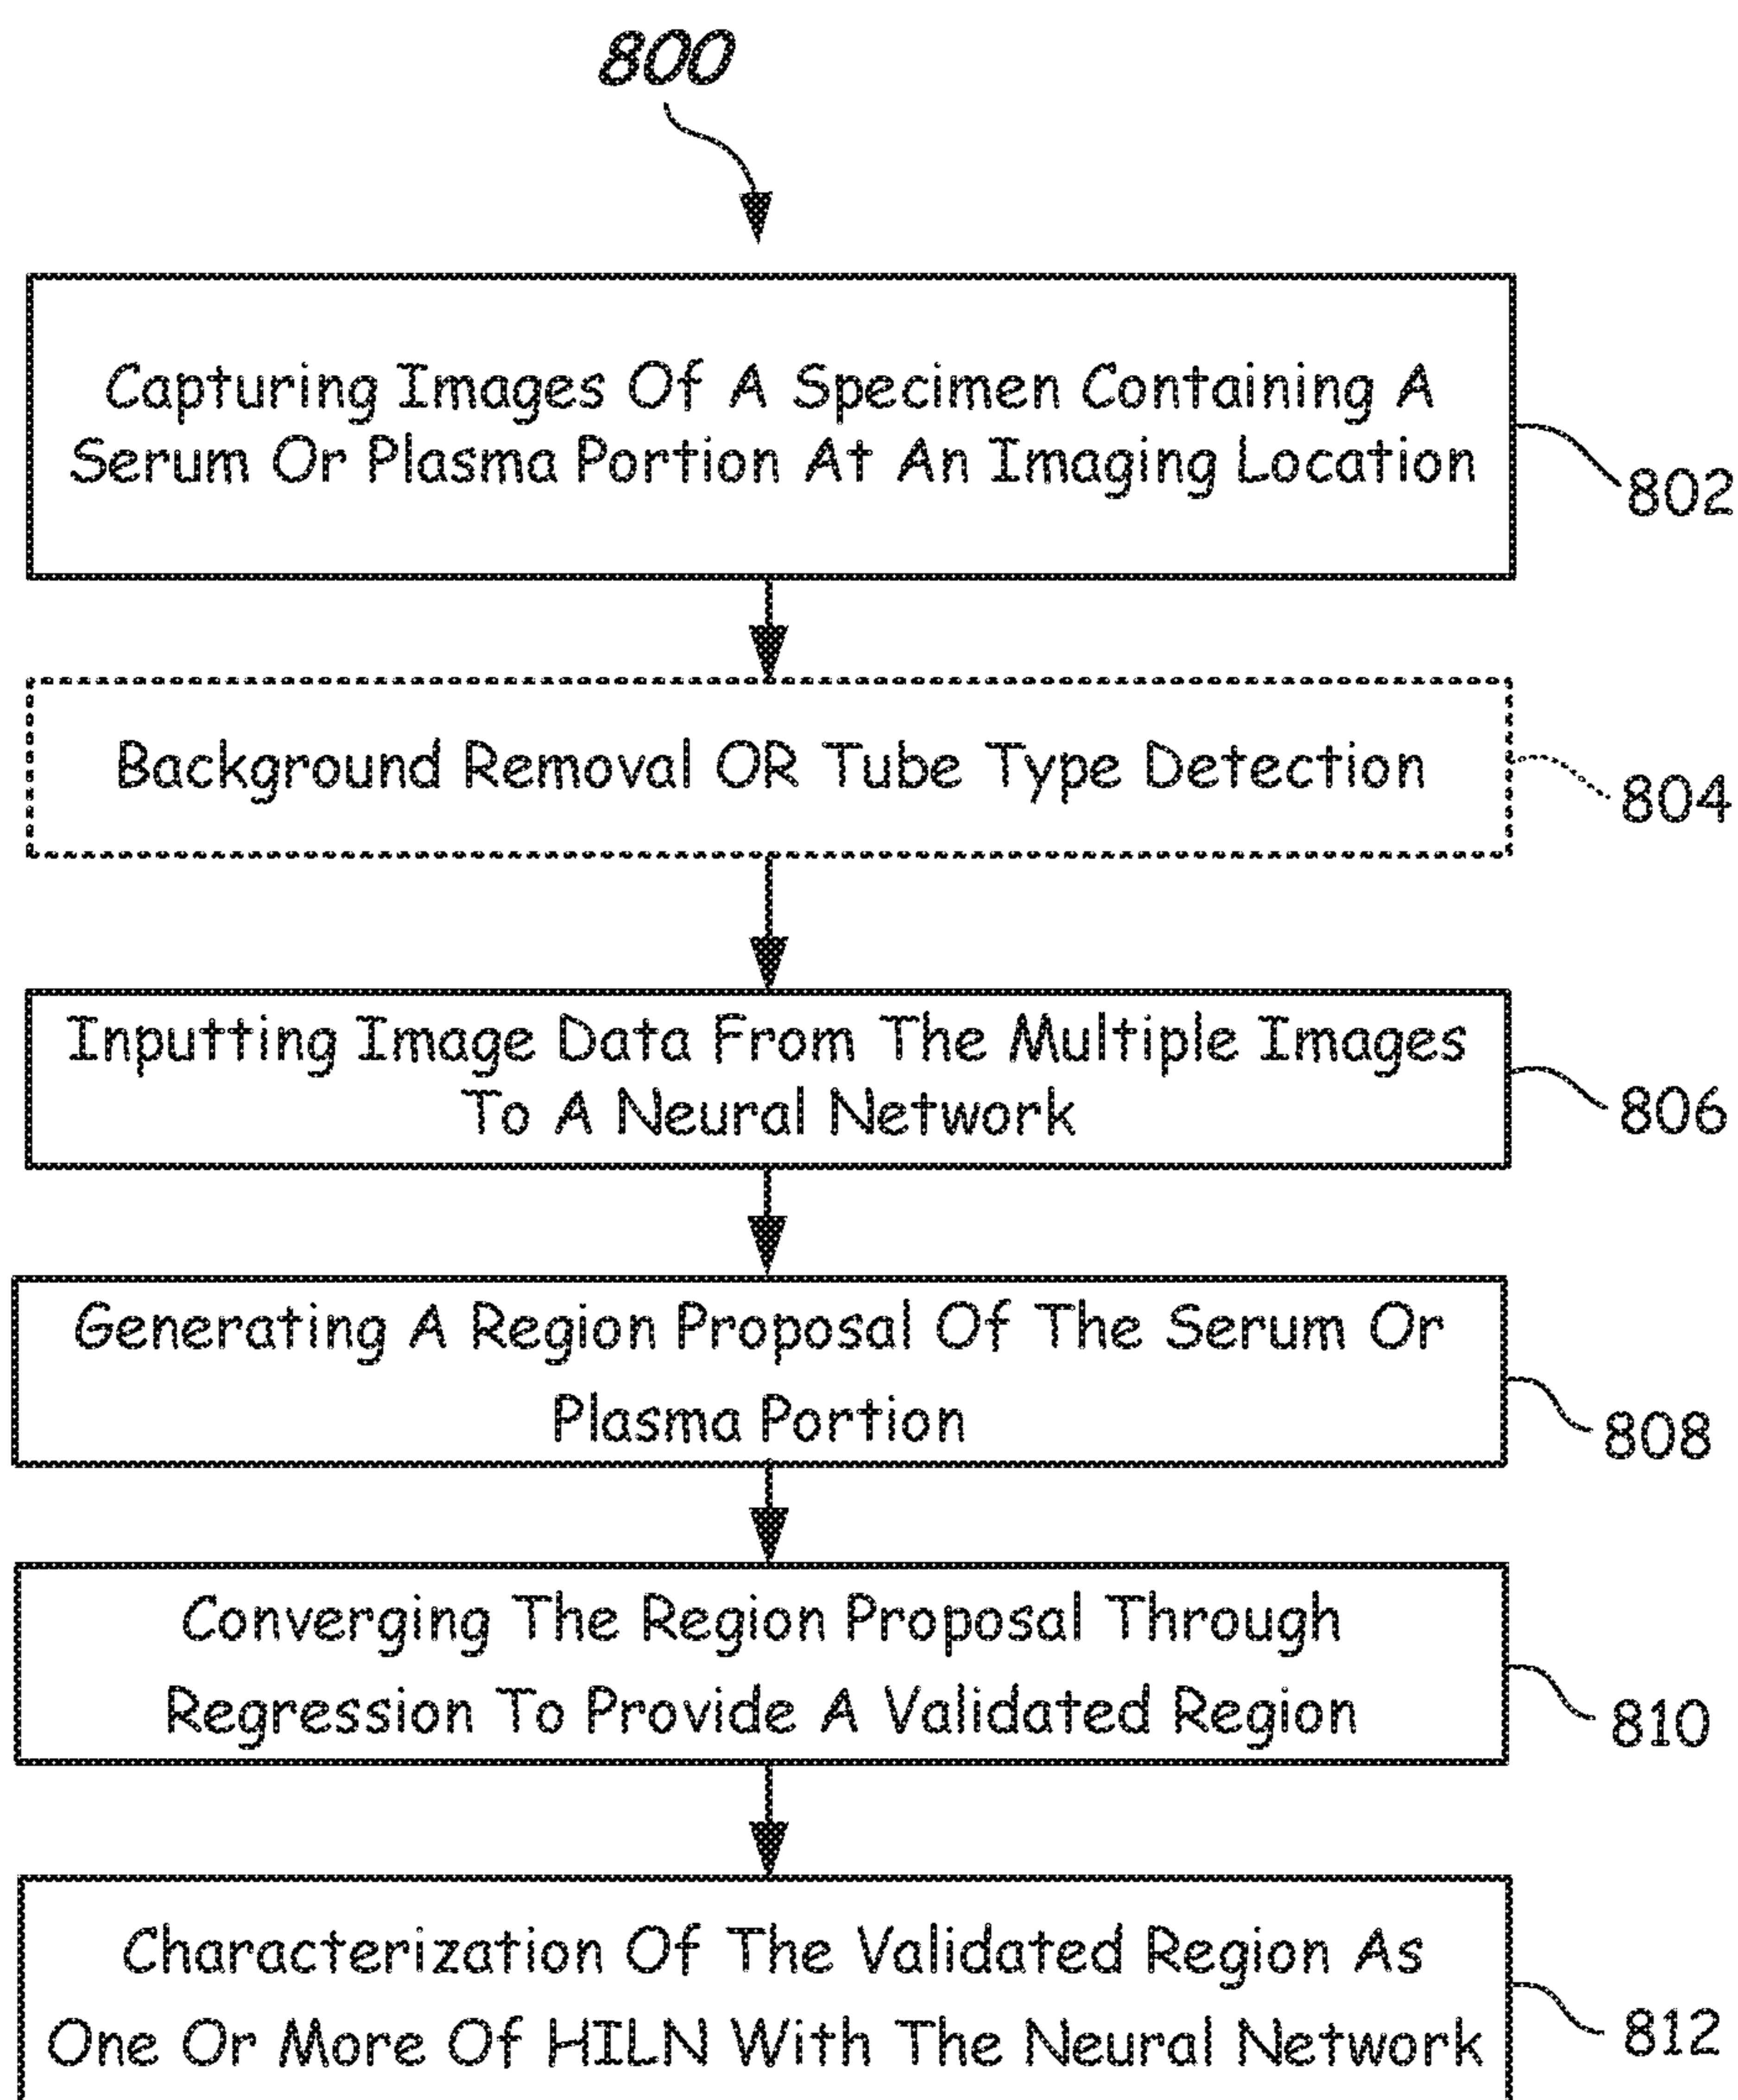 800
Capturing Images Of A Specimen Containing A
Serum Or Plasma Portion At An Imaging Location
802
Background Removal OR Tube Type Detection
804
Inputting Image Data From The Multiple Images
To A Neural Network
806
Generating A Region Proposal Of The Serum Or
Plasma Portion
808
Converging The Region Proposal Through
Regression To Provide A Validated Region
810
Characterization Of The Validated Region As
One Or More Of HILN With The Neural Network
812